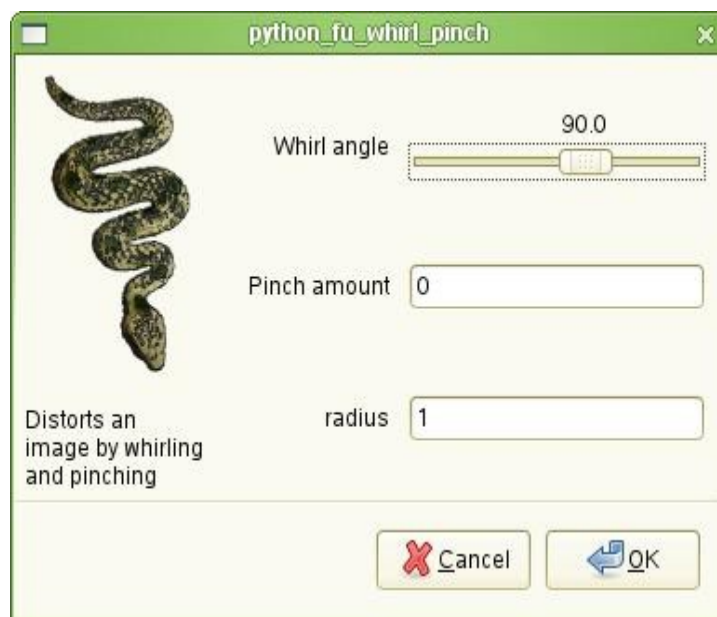 python_fu_whirl_pinch
90.0
Whirl angle
Pinch amount
0
radius
1
Distorts an
image by whirling
and pinching
Cancel
OK